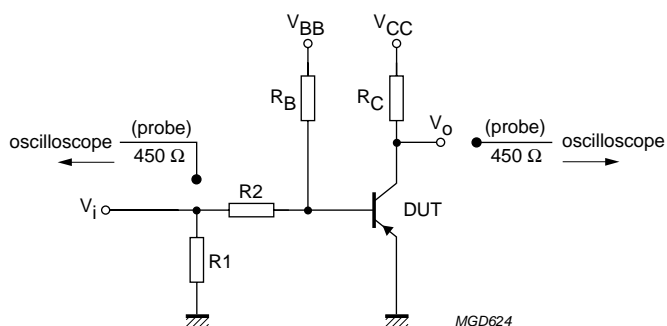 VBB
VCC
RB
RC
Vo
(probe)
450 Ω
oscilloscope
(probe)
450 Ω
oscilloscope
R2
Vi
DUT
R1
MGD624